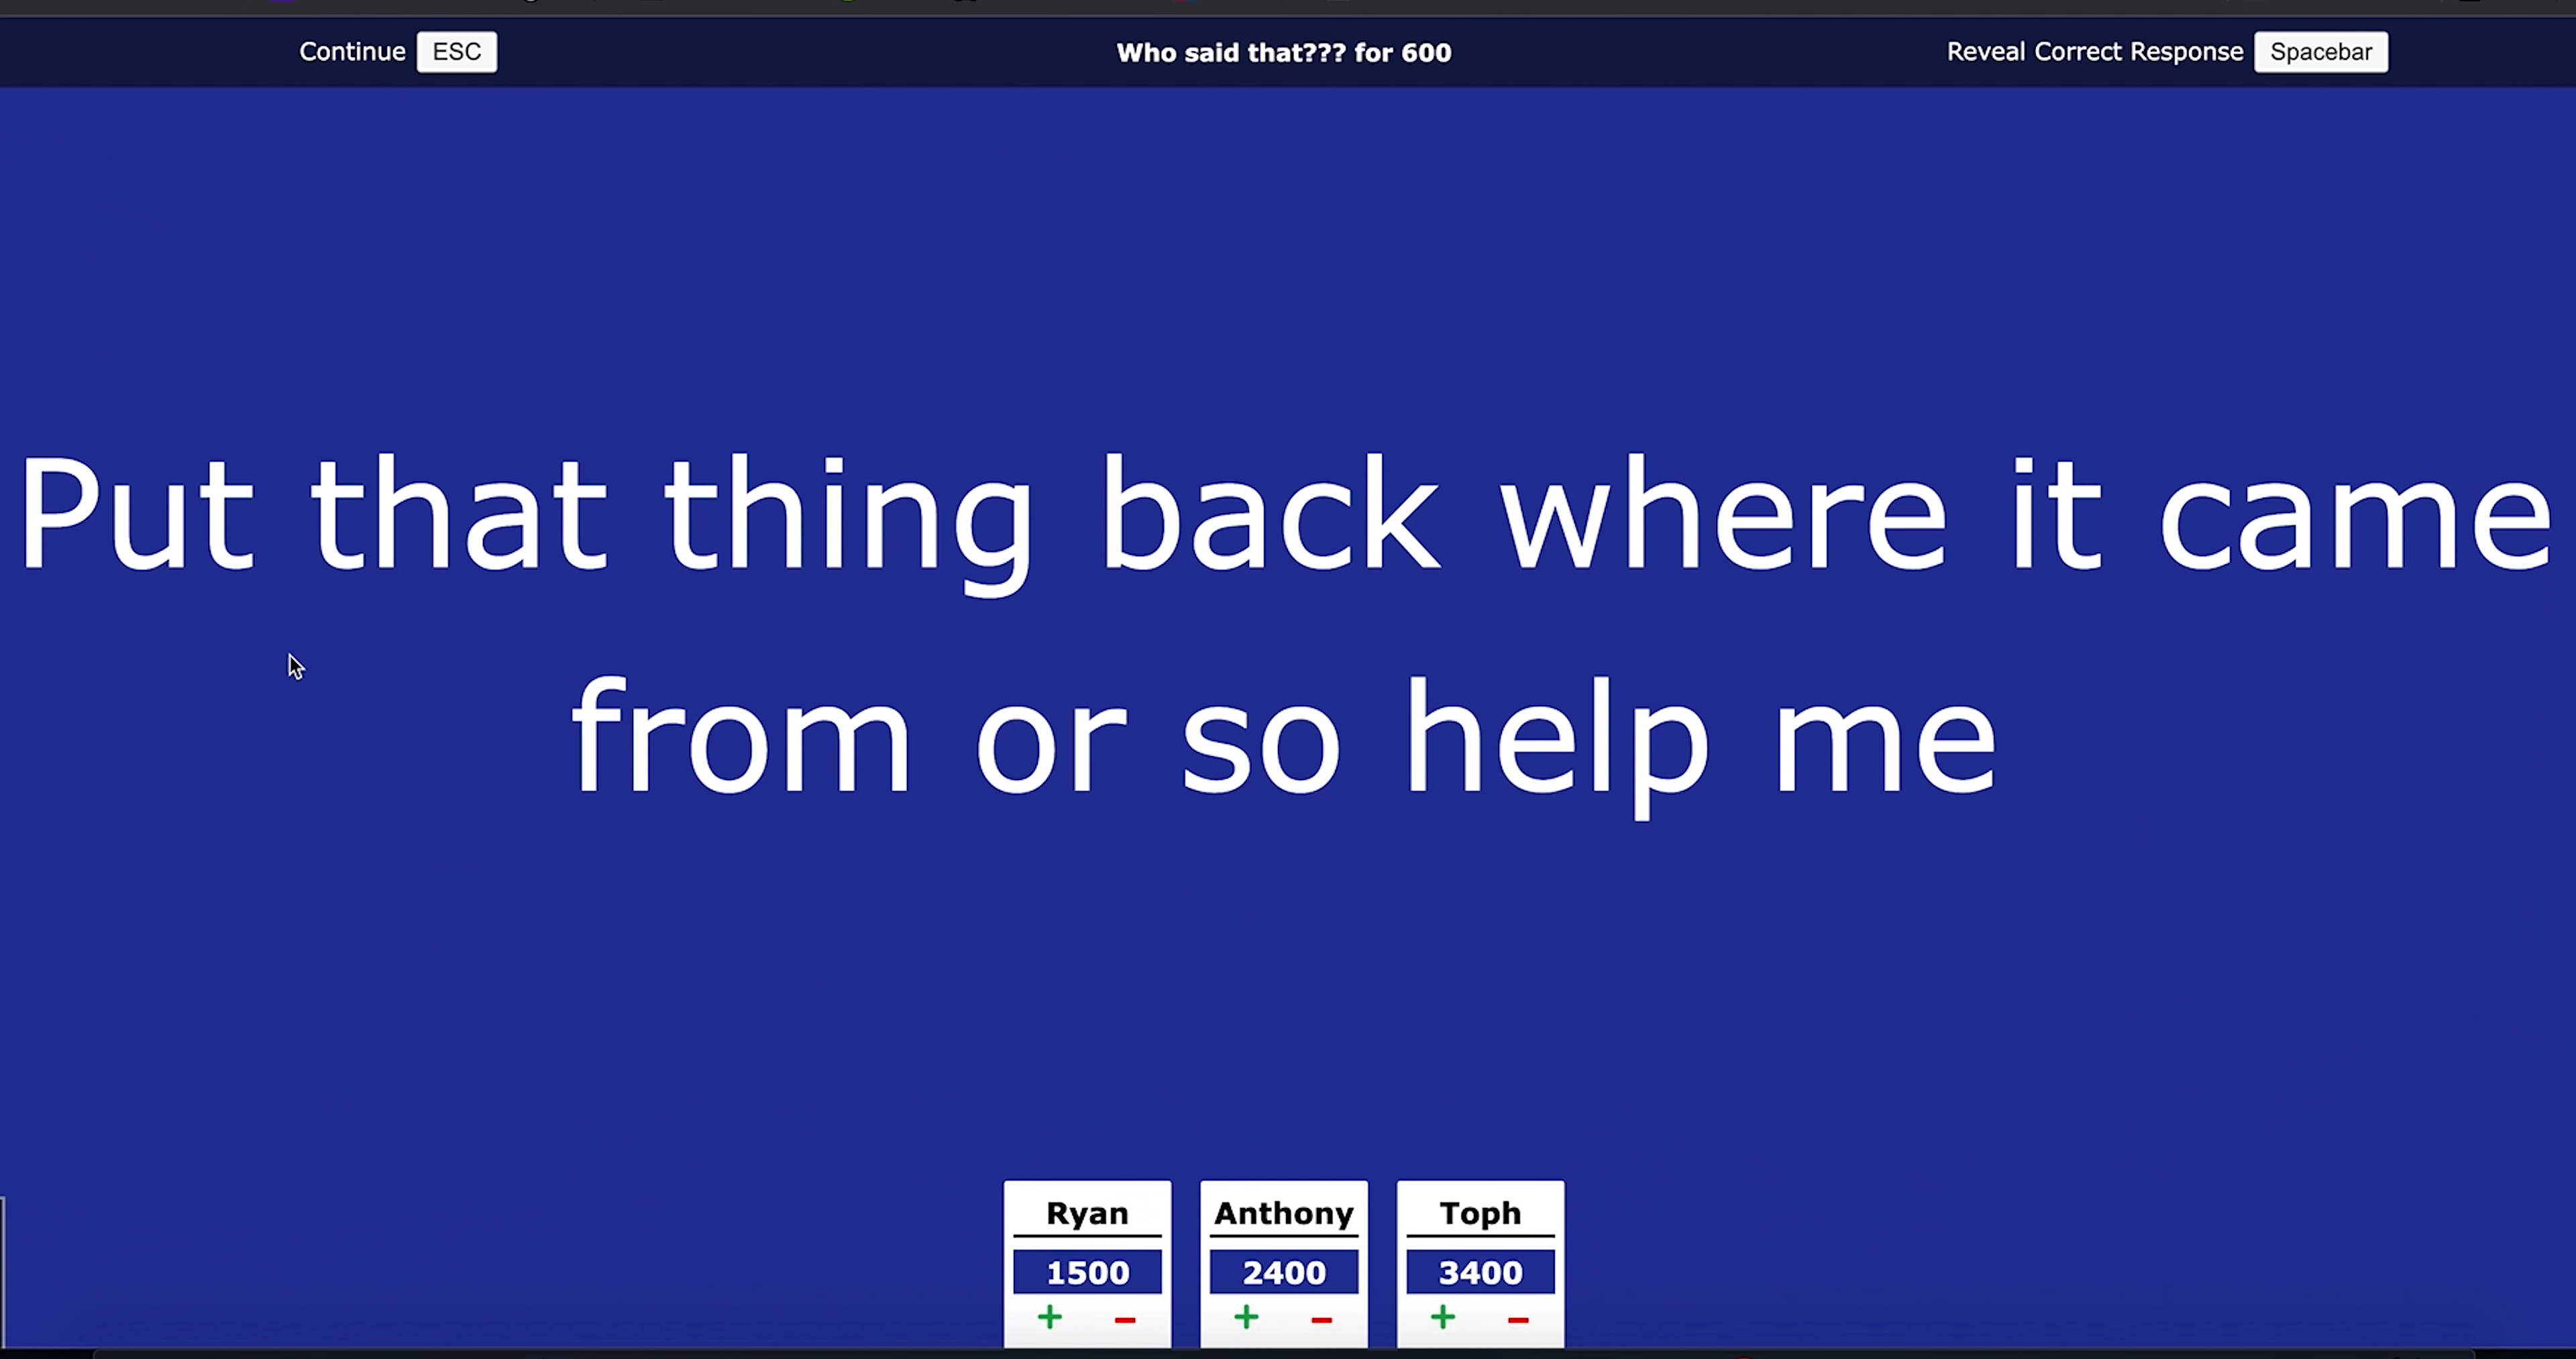 Continue ESC
Who said that??? for 600
Reveal Correct Response Spacebar
Put that thing back where it came
from or so help me
Ryan
1500
+ −
Anthony
2400
+ −
Toph
3400
+ −